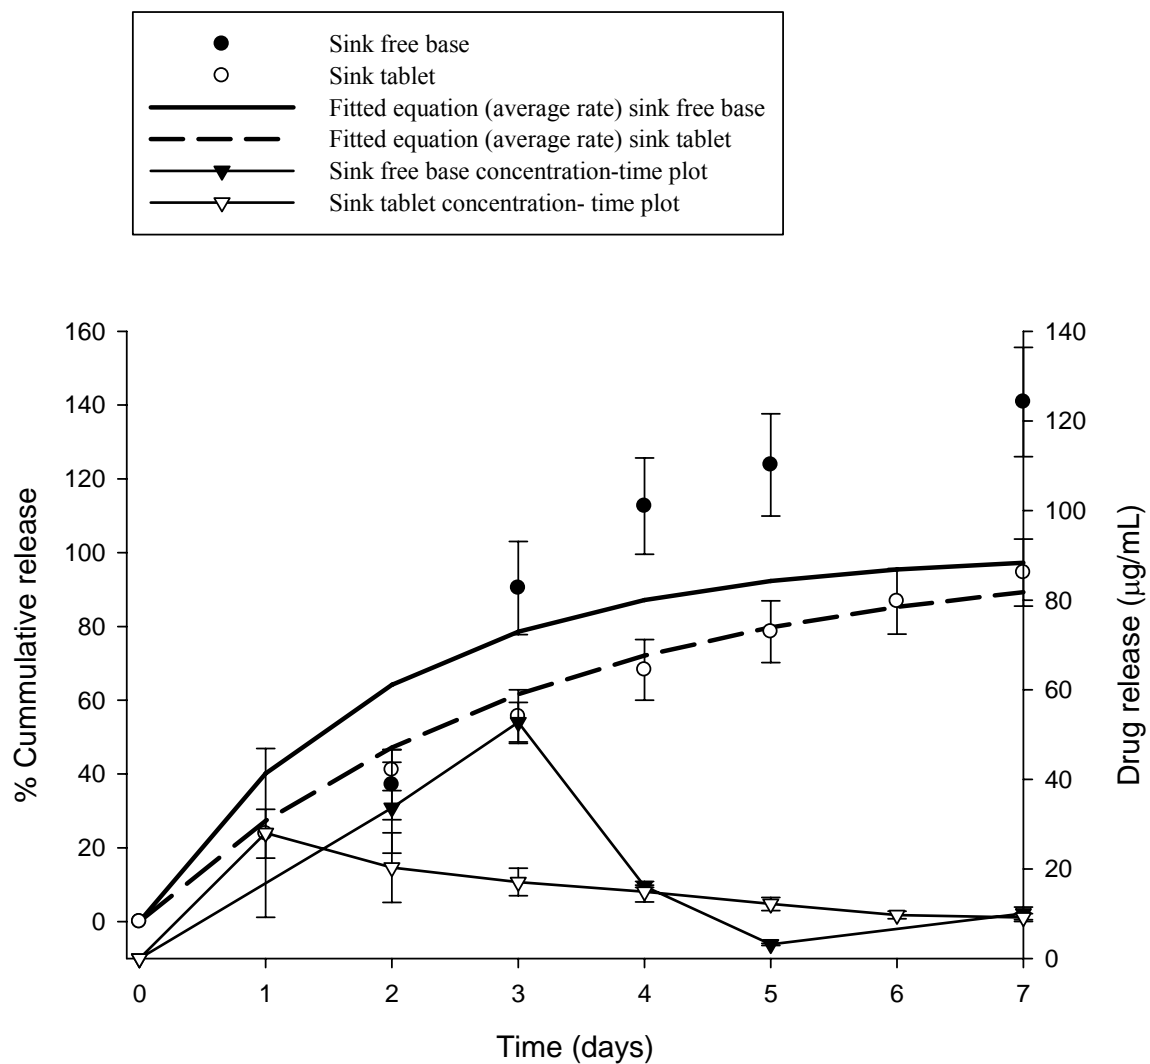 Sink free base
Sink tablet
Fitted equation (average rate) sink free base
Fitted equation (average rate) sink tablet
Sink free base concentration-time plot
Sink tablet concentration- time plot
% Cummulative release
160
140
120
100
80
60
40
20
0
140
120
100
80
60
40
20
0
Drug release (µg/mL)
0 1 2 3 4 5 6 7
Time (days)